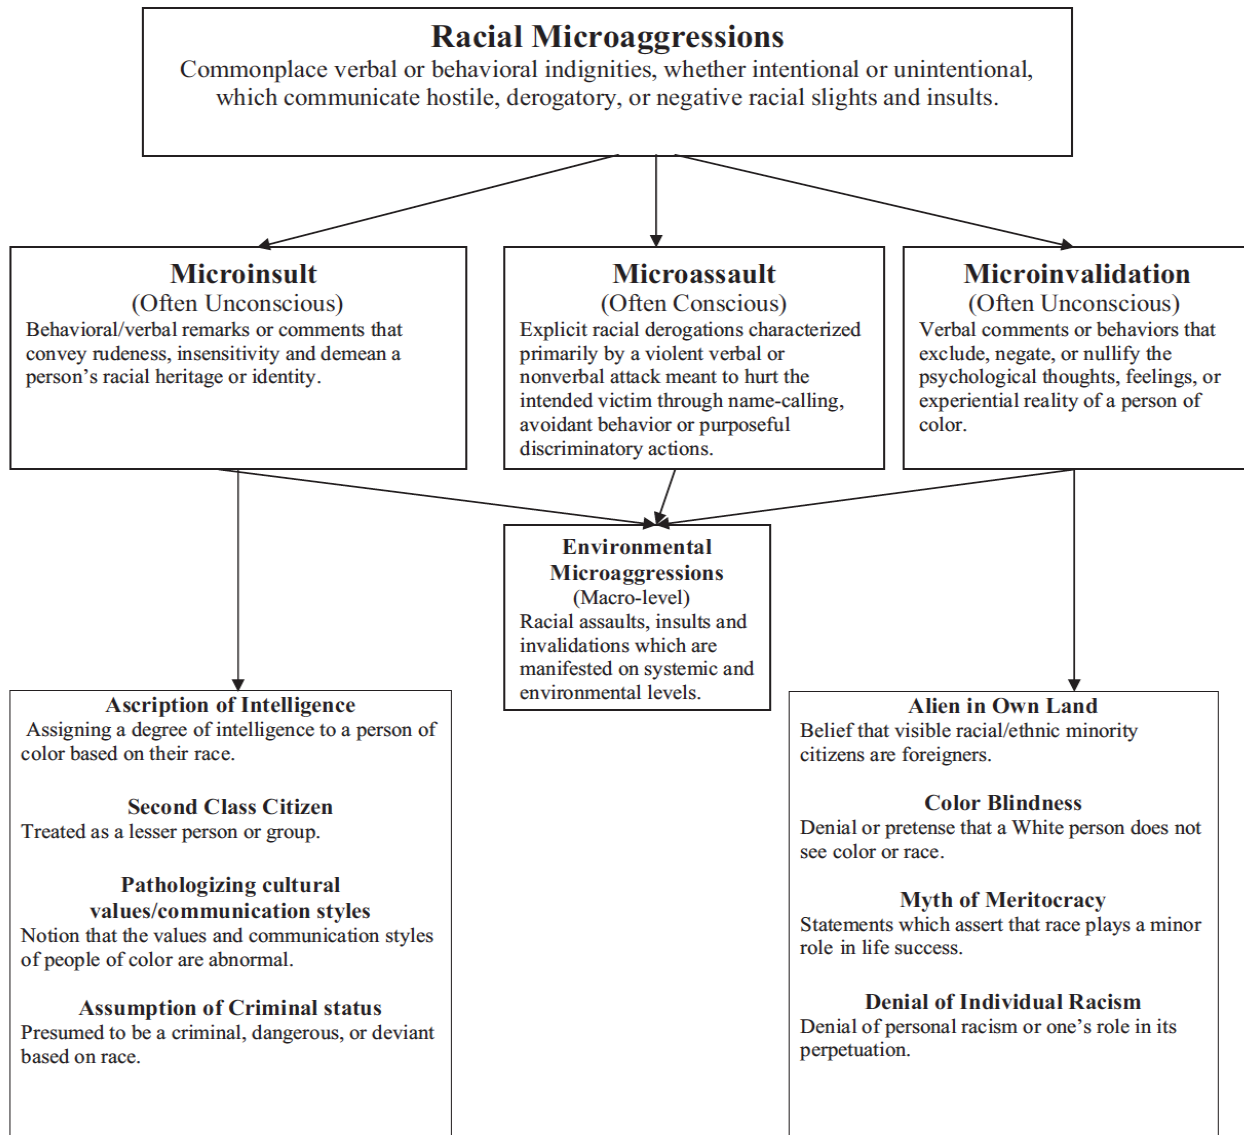 Racial Microaggressions
Commonplace verbal or behavioral indignities, whether intentional or unintentional,
which communicate hostile, derogatory, or negative racial slights and insults.
Microinsult
(Often Unconscious)
Behavioral/verbal remarks or comments that
convey rudeness, insensitivity and demean a
person's racial heritage or identity.
Microassault
(Often Conscious)
Explicit racial derogations characterized
primarily by a violent verbal or
nonverbal attack meant to hurt the
intended victim through name-calling,
avoidant behavior or purposeful
discriminatory actions.
Microinvalidation
(Often Unconscious)
Verbal comments or behaviors that
exclude, negate, or nullify the
psychological thoughts, feelings, or
experiential reality of a person of
color.
Environmental
Microaggressions
(Macro-level)
Racial assaults, insults and
invalidations which are
manifested on systemic and
environmental levels.
Ascription of Intelligence
Assigning a degree of intelligence to a person of
color based on their race.
Second Class Citizen
Treated as a lesser person or group.
Pathologizing cultural
values/communication styles
Notion that the values and communication styles
of people of color are abnormal.
Assumption of Criminal status
Presumed to be a criminal, dangerous, or deviant
based on race.
Alien in Own Land
Belief that visible racial/ethnic minority
citizens are foreigners.
Color Blindness
Denial or pretense that a White person does not
see color or race.
Myth of Meritocracy
Statements which assert that race plays a minor
role in life success.
Denial of Individual Racism
Denial of personal racism or one's role in its
perpetuation.